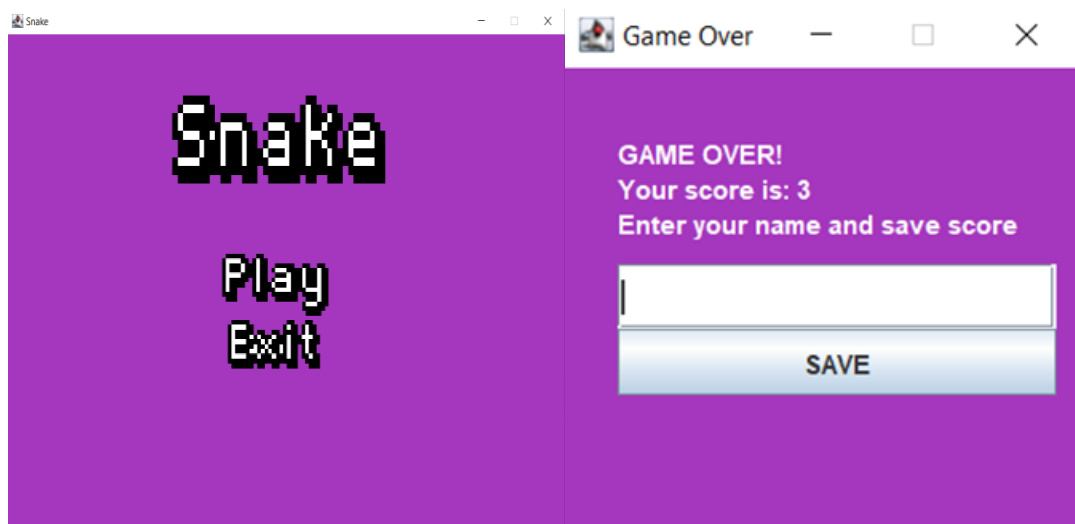 Snake
Snake
Play
Exit
Game Over
GAME OVER!
Your score is: 3
Enter your name and save score
SAVE